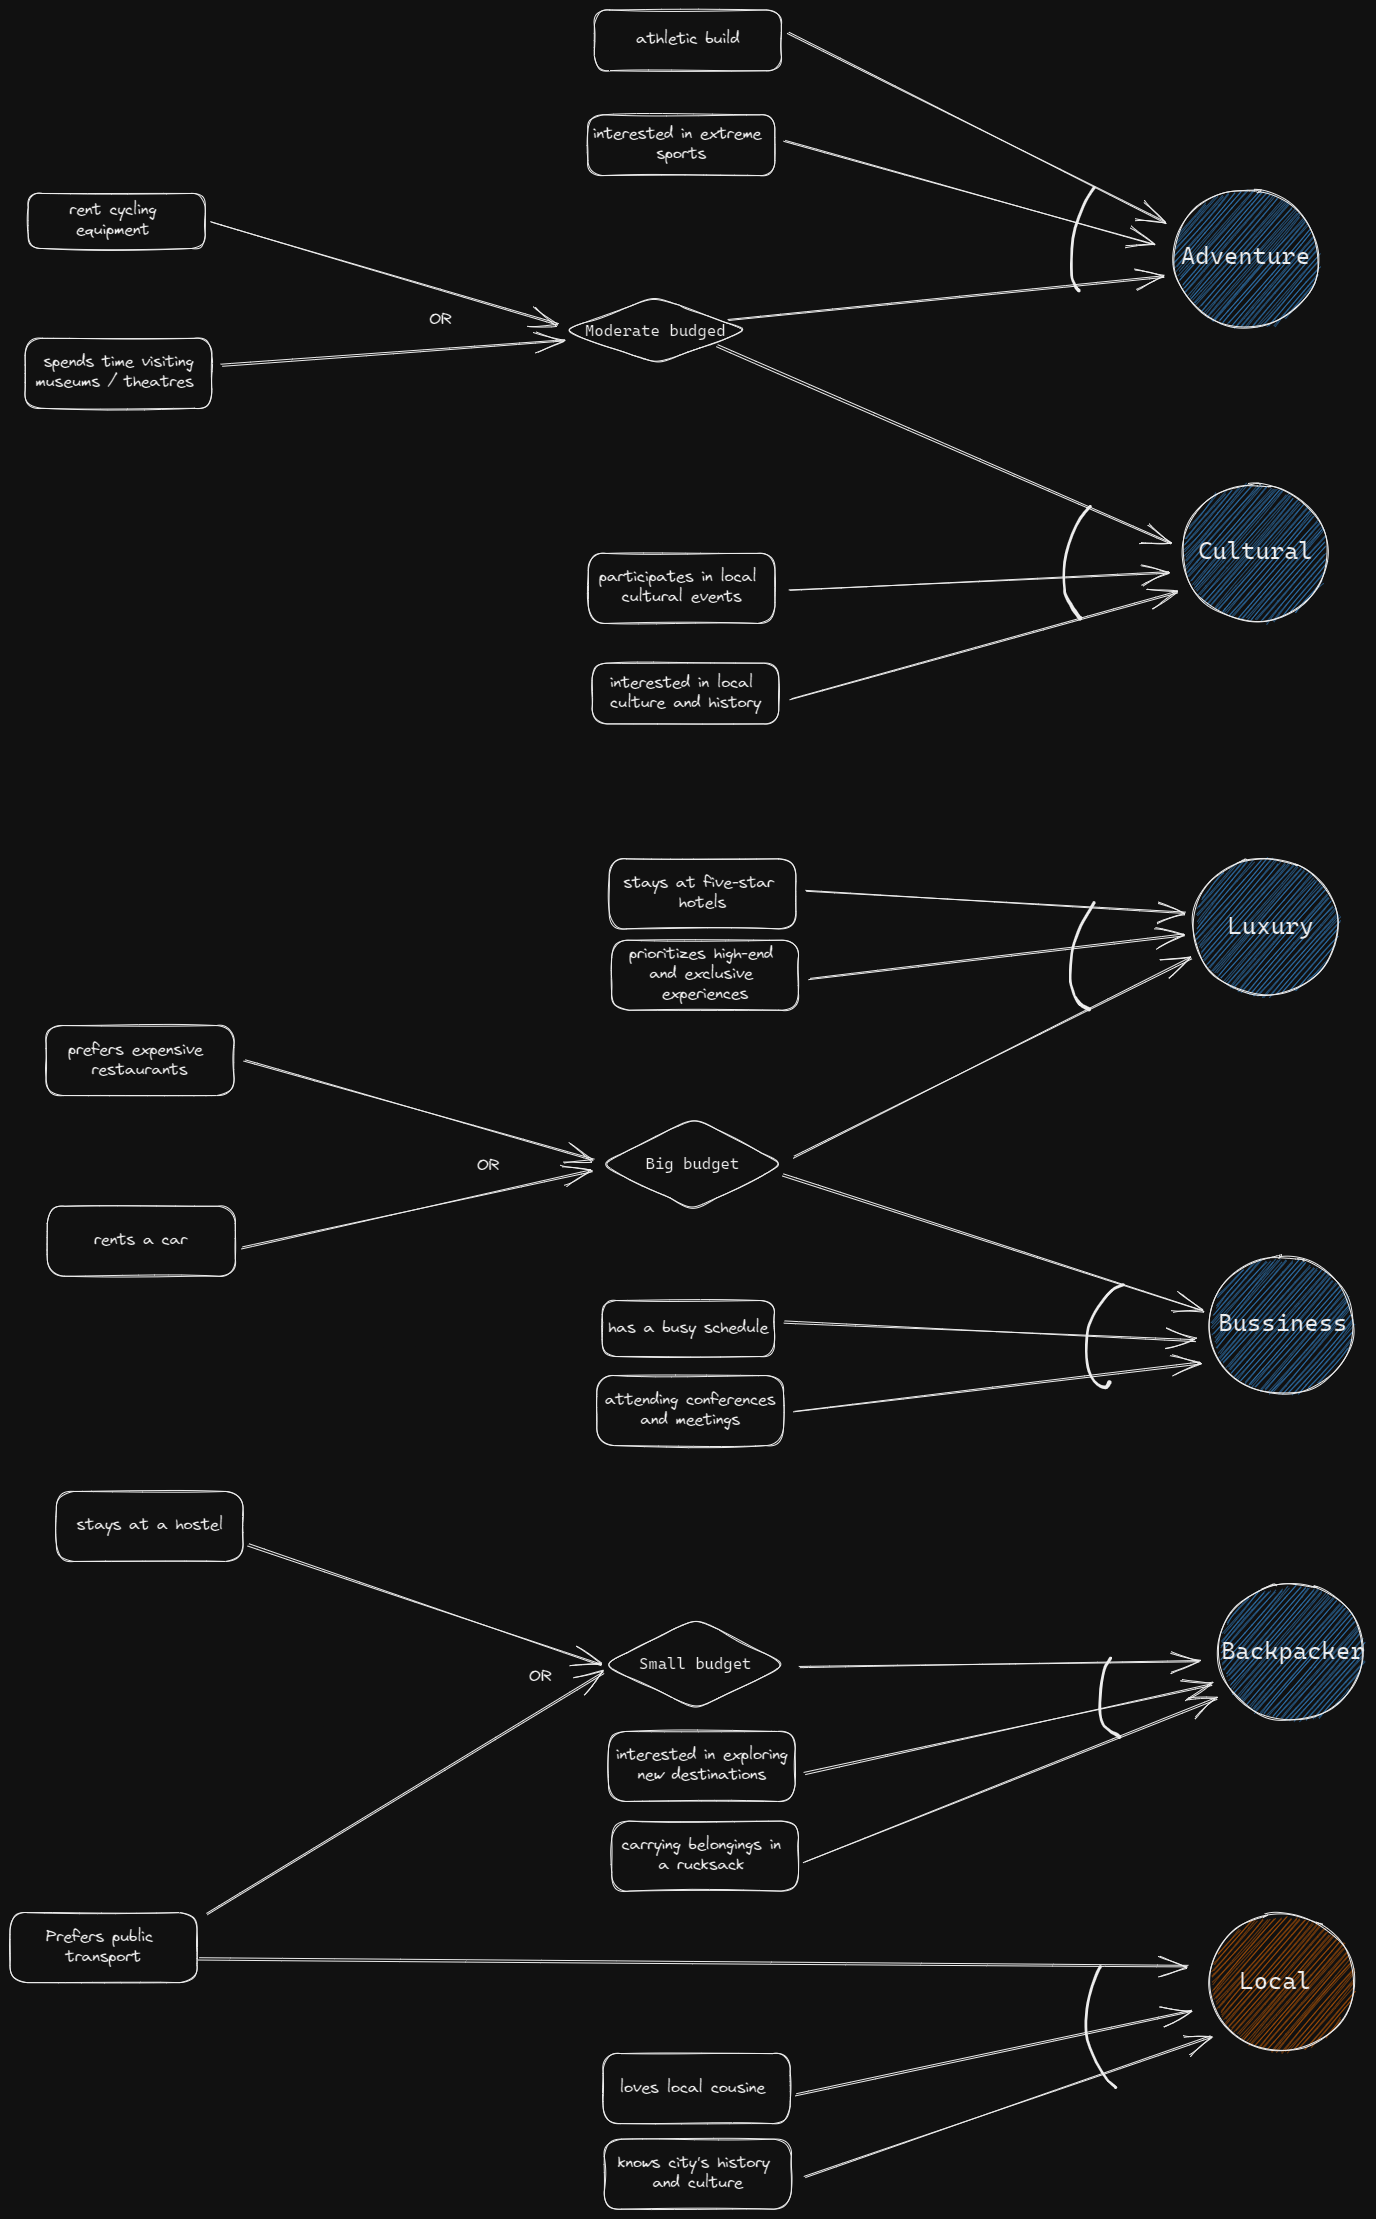 athletic build
interested in extreme
sports
rent cycling
equipment
Adventure
OR
Moderate budged
spends time visiting
museums / theatres
Cultural
participates in local
cultural events
interested in local
culture and history
stays at five-star
hotels
Luxury
prioritizes high-end
and exclusive
experiences
prefers expensive
restaurants
OR
Big budget
rents a car
has a busy schedule
Bussiness
attending conferences
and meetings
stays at a hostel
OR
Small budget
Backpacker
interested in exploring
new destinations
carrying belongings in
a rucksack
Prefers public
transport
Local
loves local cousine
knows city's history
and culture